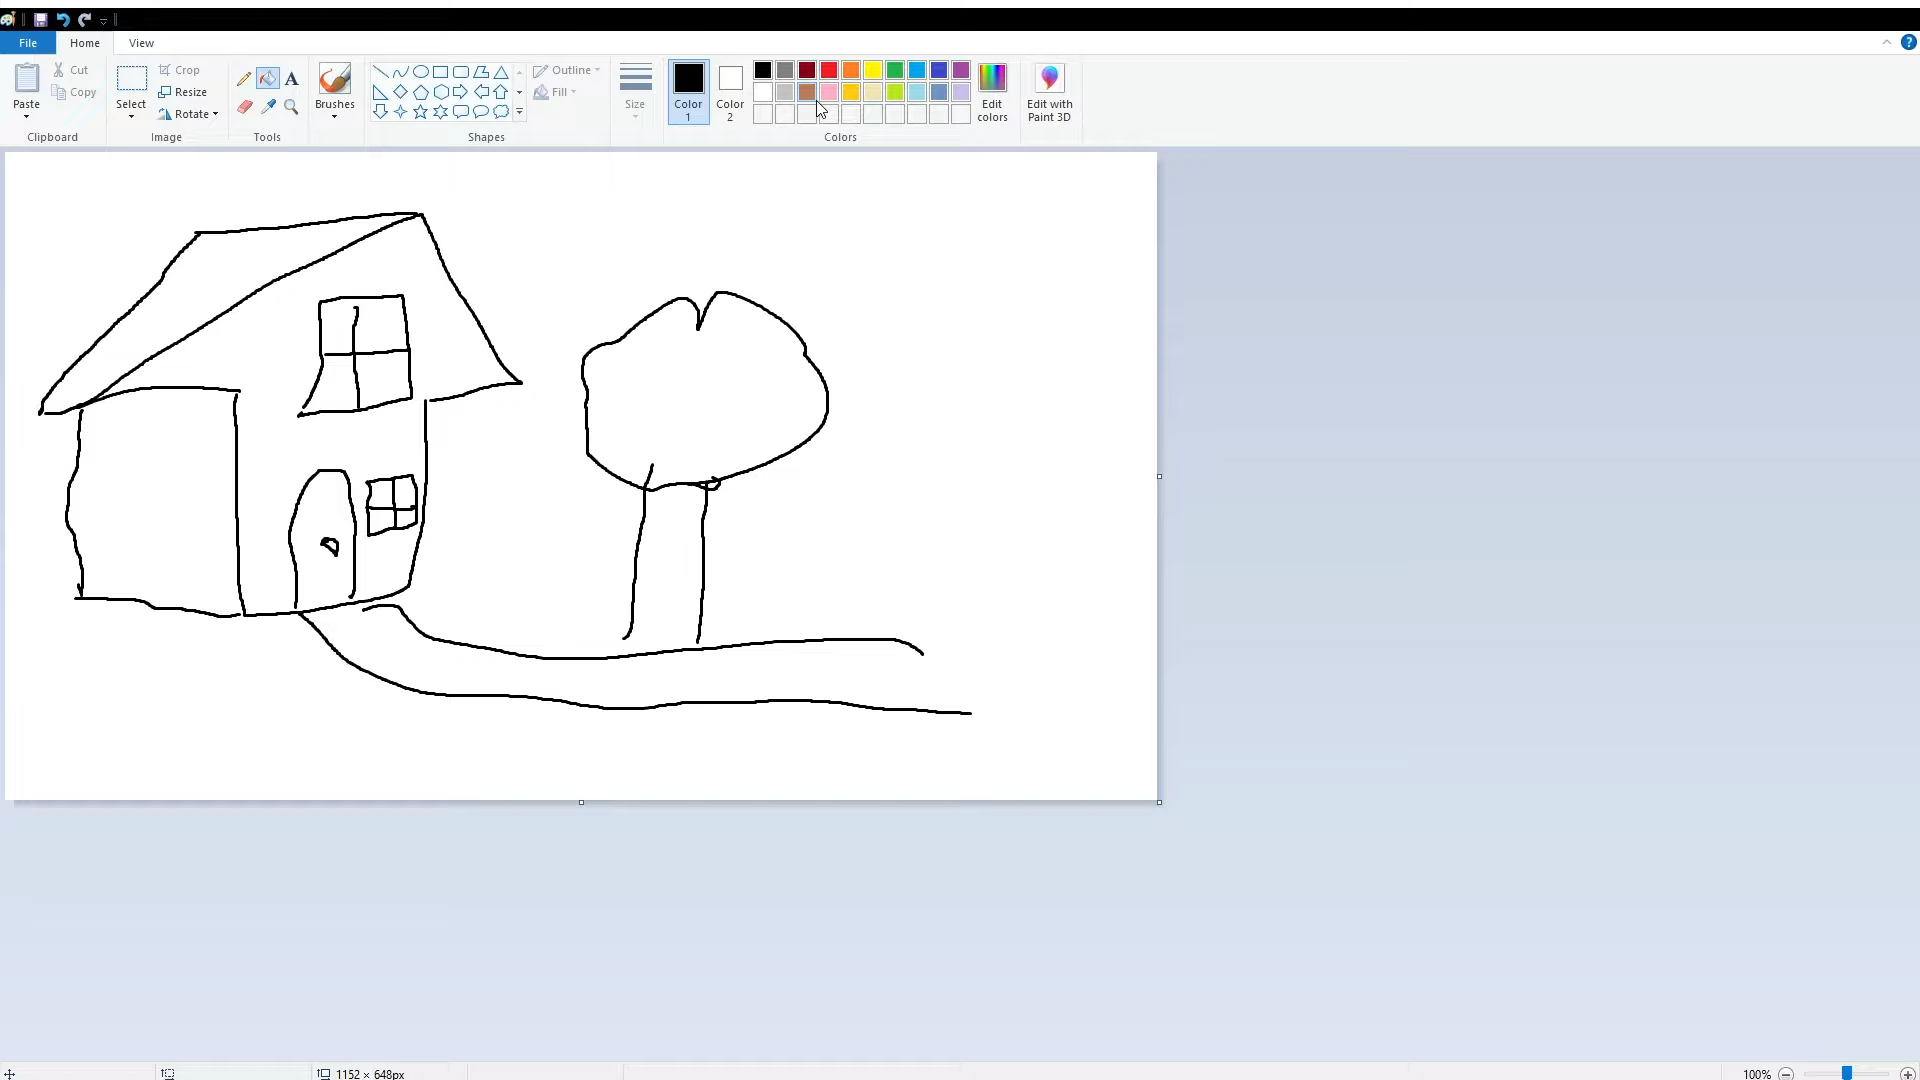 File Home View
Cut Crop Outline
Copy Resize Fill
Paste Select Rotate Brushes Size Color 1 Color 2 Edit colors Edit with Paint 3D
A
Clipboard Image Tools Shapes Colors
1152 × 648px 100%